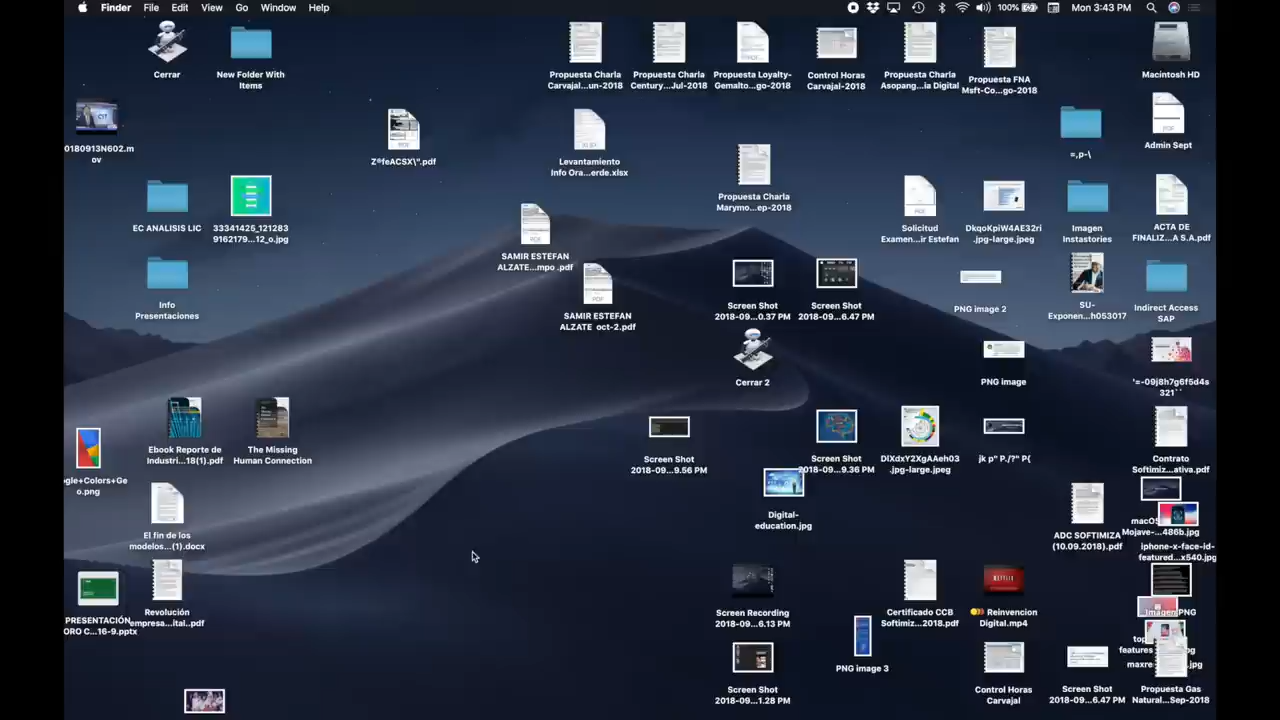 Finder File Edit View Go Window Help
100% Mon 3:43 PM
Cerrar
New Folder With
Items
Propuesta Charla
Carvajal...un-2018
Propuesta Charla
Century...Jul-2018
Propuesta Loyalty-
Gemalto...go-2018
Control Horas
Carvajal-2018
Propuesta Charla
Asopang...ia Digital
Propuesta FNA
Msft-Co...go-2018
Macintosh HD
0180913N602.m
ov
Z®feACSX\".pdf
Levantamiento
Info Ora...erde.xlsx
Propuesta Charla
Marymo...ep-2018
=,p-\
Admin Sept
EC ANALISIS LIC
33341425_121283
9162179...12_o.jpg
SAMIR ESTEFAN
ALZATE...mpo .pdf
Solicitud
Examen...ir Estefan
DkqoKpiW4AE32ri
.jpg-large.jpeg
Imagen
Instastories
ACTA DE
FINALIZ...A S.A.pdf
Info
Presentaciones
SAMIR ESTEFAN
ALZATE oct-2.pdf
Screen Shot
2018-09...0.37 PM
Screen Shot
2018-09...6.47 PM
PNG image 2
SU-
Exponen...h053017
Indirect Access
SAP
Cerrar 2
PNG image
'=-09j8h7g6f5d4s
321``
gle+Colors+Ge
o.png
Ebook Reporte de
Industri...18(1).pdf
The Missing
Human Connection
Screen Shot
2018-09...9.56 PM
Screen Shot
2018-09...9.36 PM
DlXdxY2XgAAeh03
.jpg-large.jpeg
jk p" P./?" P{
Contrato
Softimiz...ativa.pdf
El fin de los
modelos...(1).docx
Digital-
education.jpg
ADC SOFTIMIZA
(10.09.2018).pdf
macOS
Mojave-...486b.jpg
iphone-x-face-id-
featured...x540.jpg
PRESENTACIÓN
ORO C...16-9.pptx
Revolución
empresa...ital..pdf
Screen Recording
2018-09...6.13 PM
PNG image 3
Certificado CCB
Softimiz...2018.pdf
NETFLIX
Reinvencion
Digital.mp4
Imagen PNG
Screen Shot
2018-09...1.28 PM
Control Horas
Carvajal
Screen Shot
2018-09...6.47 PM
Propuesta Gas
Natural...Sep-2018